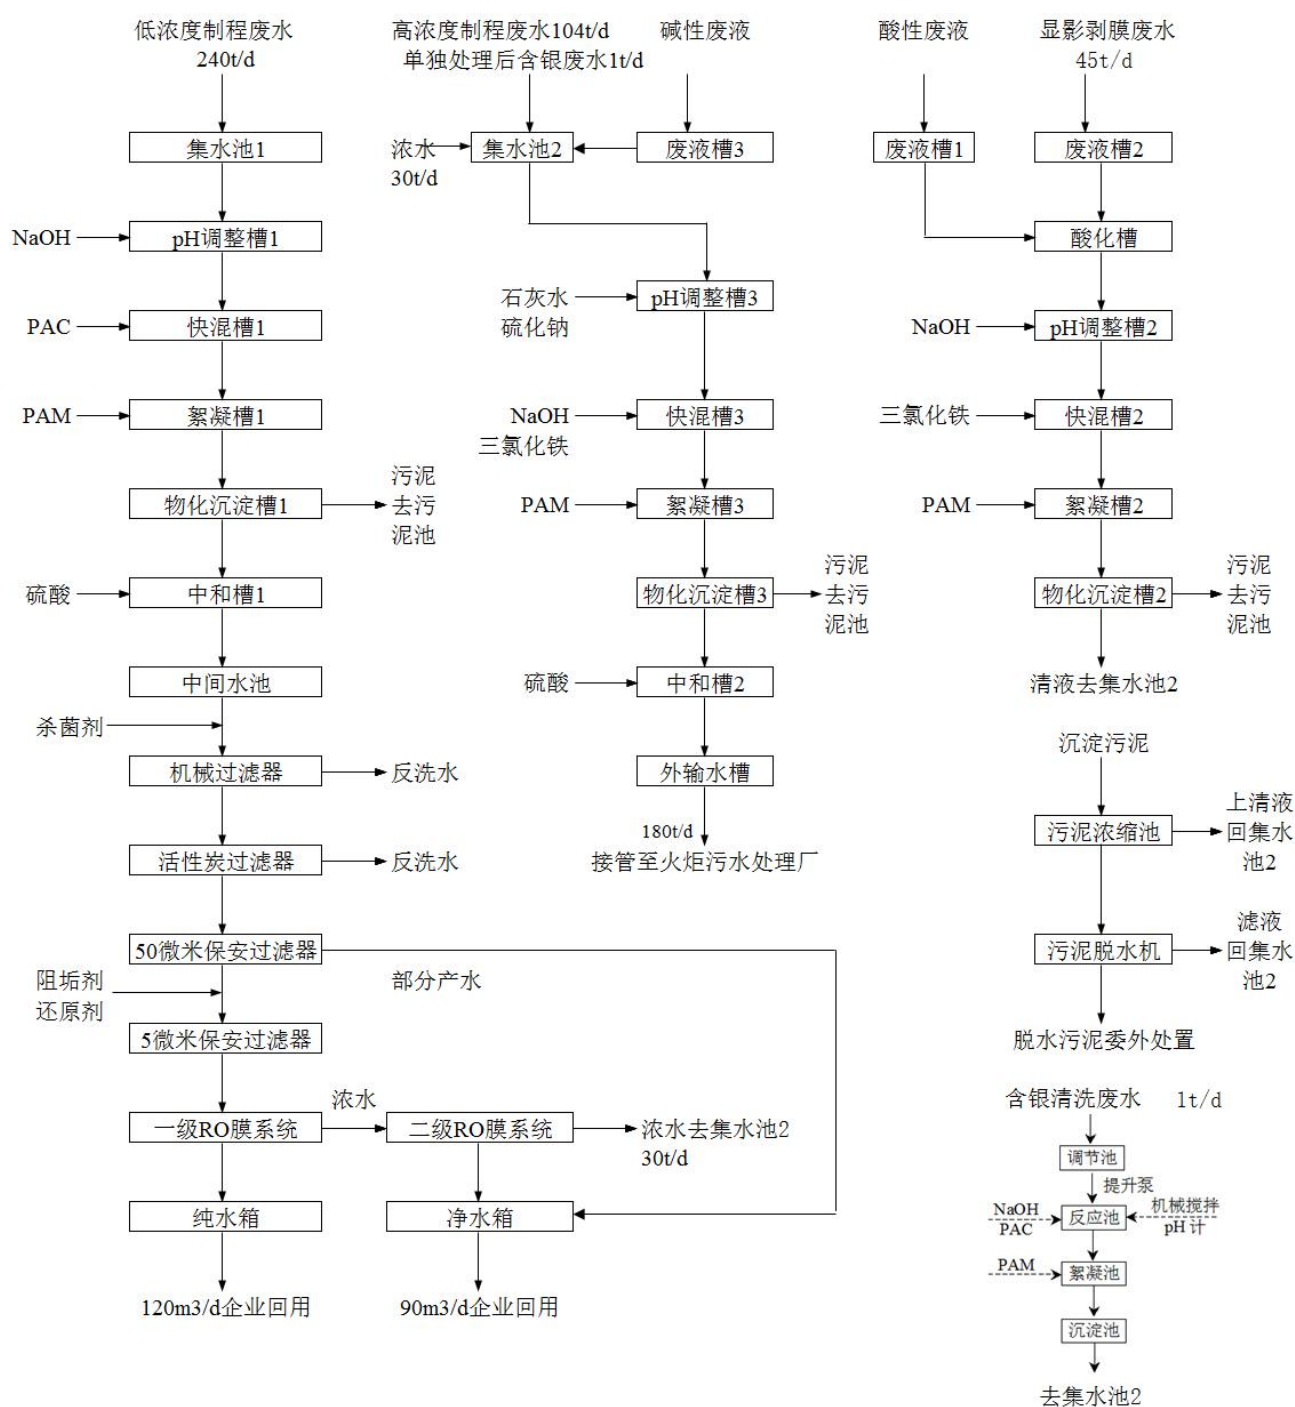 低浓度制程废水
240t/d
高浓度制程废水104t/d
单独处理后含银废水1t/d
碱性废液
酸性废液
显影剥膜废水
45t/d
集水池1
浓水
30t/d
集水池2
废液槽3
废液槽1
废液槽2
NaOH
pH调整槽1
酸化槽
石灰水
硫化钠
pH调整槽3
PAC
快混槽1
NaOH
pH调整槽2
PAM
絮凝槽1
NaOH
三氯化铁
快混槽3
三氯化铁
快混槽2
物化沉淀槽1
污泥
去污
泥池
PAM
絮凝槽3
PAM
絮凝槽2
硫酸
中和槽1
物化沉淀槽3
污泥
去污
泥池
物化沉淀槽2
污泥
去污
泥池
中间水池
硫酸
中和槽2
清液去集水池2
杀菌剂
沉淀污泥
机械过滤器
反洗水
外输水槽
180t/d
接管至火炬污水处理厂
污泥浓缩池
上清液
回集水
池2
活性炭过滤器
反洗水
50微米保安过滤器
部分产水
污泥脱水机
滤液
回集水
池2
阻垢剂
还原剂
5微米保安过滤器
脱水污泥委外处置
一级RO膜系统
浓水
二级RO膜系统
浓水去集水池2
30t/d
纯水箱
净水箱
120m3/d企业回用
90m3/d企业回用
含银清洗废水
1t/d
调节池
提升泵
NaOH
PAC
反应池
机械搅拌
pH计
PAM
絮凝池
沉淀池
去集水池2